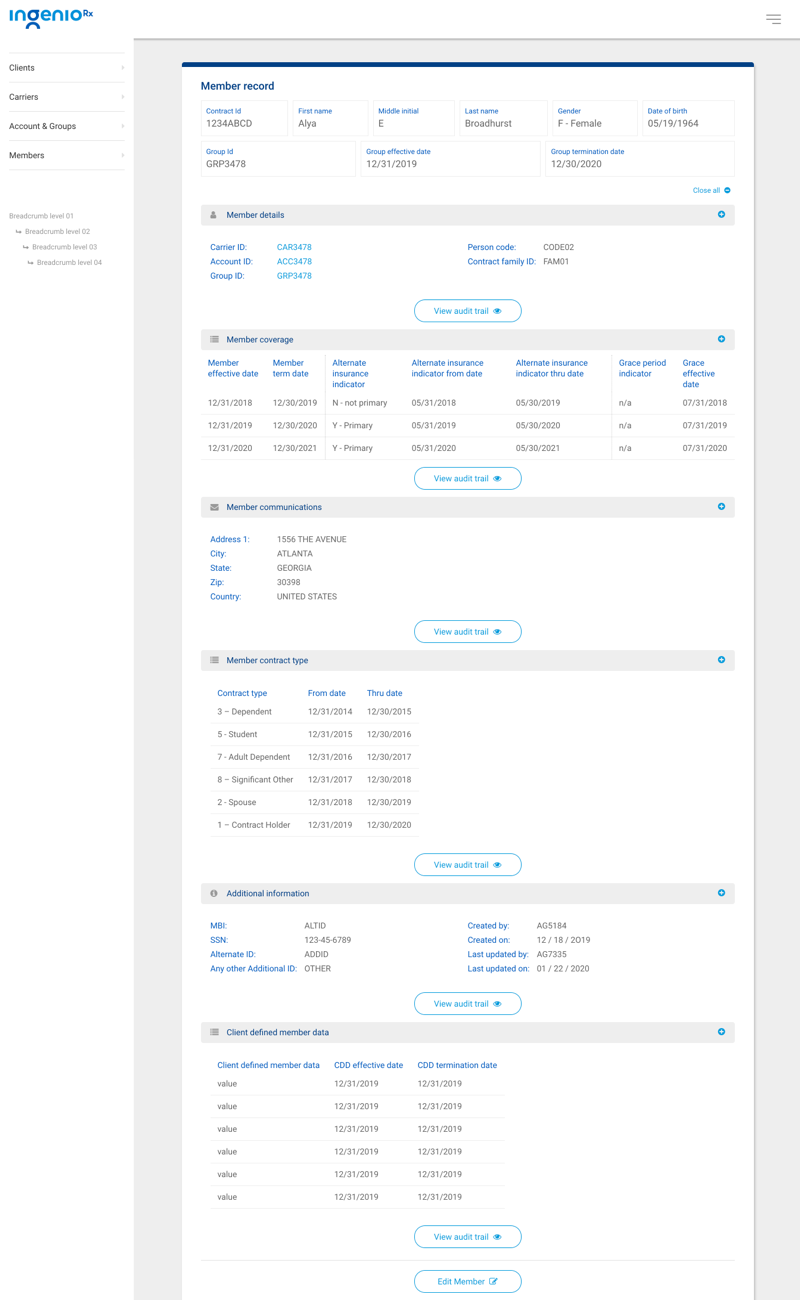 ingenioRx
Clients
Carriers
Account & Groups
Members
Breadcrumb level 01
Breadcrumb level 02
Breadcrumb level 03
Breadcrumb level 04
Member record
Contract Id First name Middle initial Last name Gender Date of birth
1234ABCD Alya E Broadhurst F - Female 05/19/1964
Group Id Group effective date Group termination date
GRP3478 12/31/2019 12/30/2020
Close all
Member details
Carrier ID: CAR3478 Person code: CODE02
Account ID: ACC3478 Contract family ID: FAM01
Group ID: GRP3478
View audit trail
Member coverage
Member Member Alternate Alternate insurance Alternate insurance Grace period Grace
effective date term date insurance indicator from date indicator thru date indicator effective
indicator date
12/31/2018 12/30/2019 N - not primary 05/31/2018 05/30/2019 n/a 07/31/2018
12/31/2019 12/30/2020 Y - Primary 05/31/2019 05/30/2020 n/a 07/31/2019
12/31/2020 12/30/2021 Y - Primary 05/31/2020 05/30/2021 n/a 07/31/2020
View audit trail
Member communications
Address 1: 1556 THE AVENUE
City: ATLANTA
State: GEORGIA
Zip: 30398
Country: UNITED STATES
View audit trail
Member contract type
Contract type From date Thru date
3 – Dependent 12/31/2014 12/30/2015
5 - Student 12/31/2015 12/30/2016
7 - Adult Dependent 12/31/2016 12/30/2017
8 – Significant Other 12/31/2017 12/30/2018
2 - Spouse 12/31/2018 12/30/2019
1 – Contract Holder 12/31/2019 12/30/2020
View audit trail
Additional information
MBI: ALTID Created by: AG5184
SSN: 123-45-6789 Created on: 12 / 18 / 2O19
Alternate ID: ADDID Last updated by: AG7335
Any other Additional ID: OTHER Last updated on: 01 / 22 / 2020
View audit trail
Client defined member data
Client defined member data CDD effective date CDD termination date
value 12/31/2019 12/31/2019
value 12/31/2019 12/31/2019
value 12/31/2019 12/31/2019
value 12/31/2019 12/31/2019
value 12/31/2019 12/31/2019
value 12/31/2019 12/31/2019
View audit trail
Edit Member